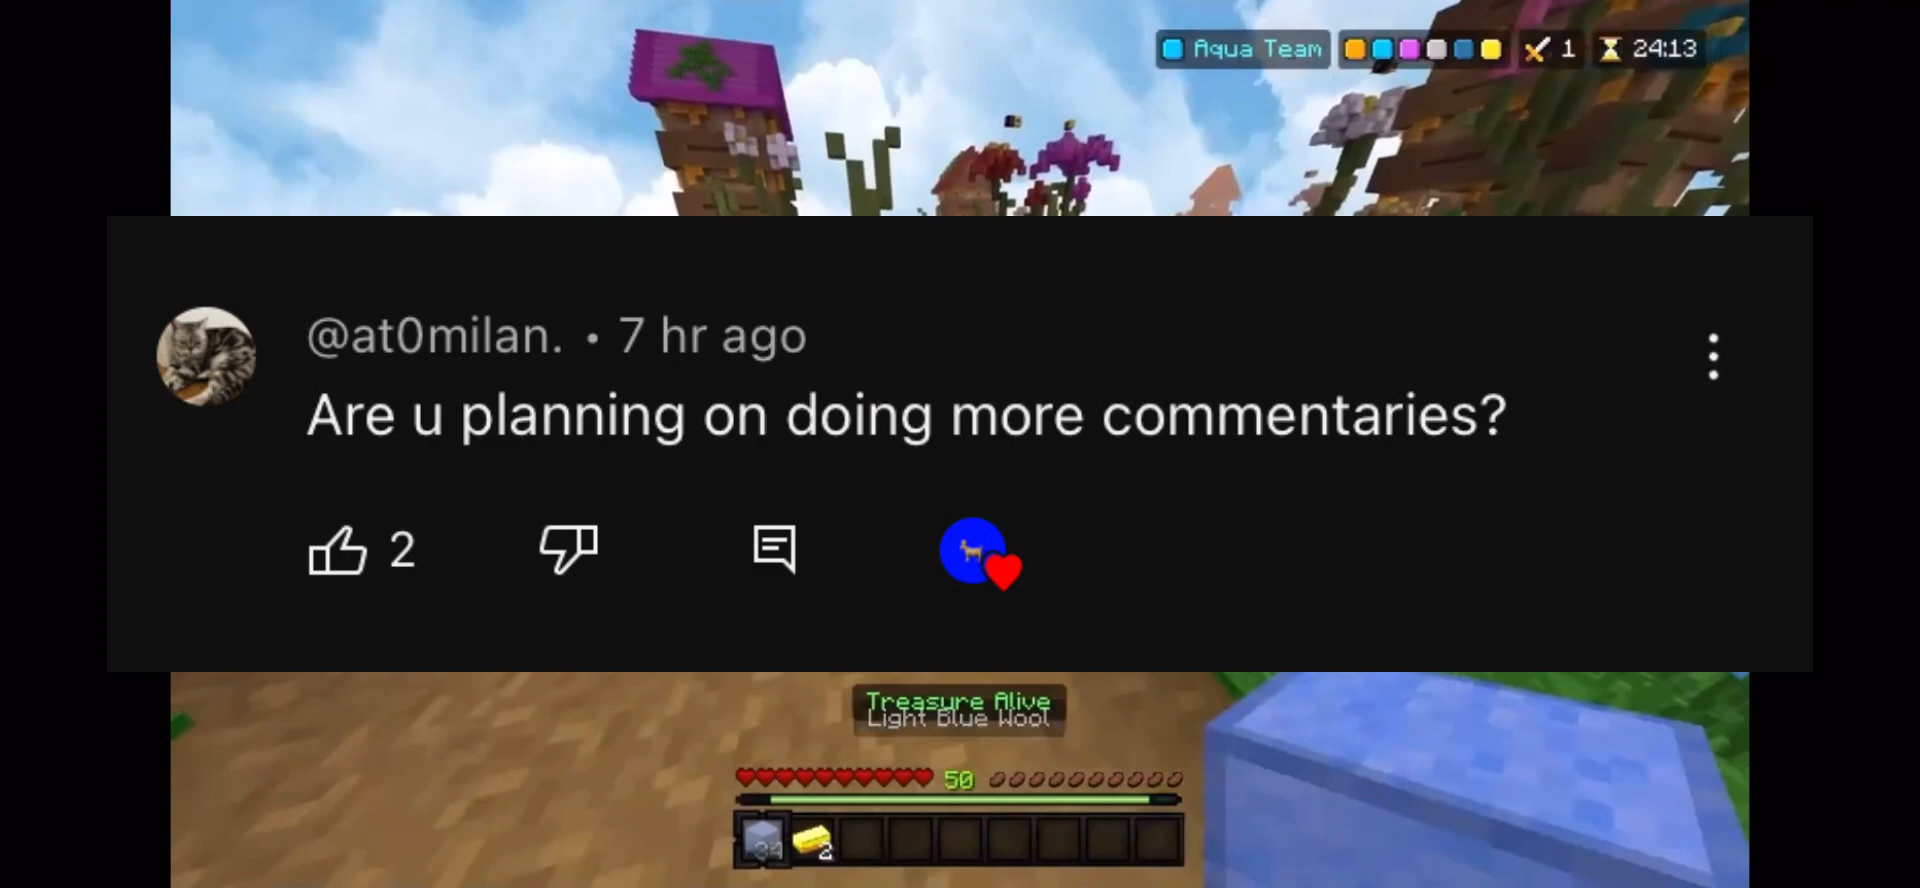 Aqua Team 1 24:13
@at0milan. • 7 hr ago
Are u planning on doing more commentaries?
2
Treasure Alive
Light Blue Wool
50
2